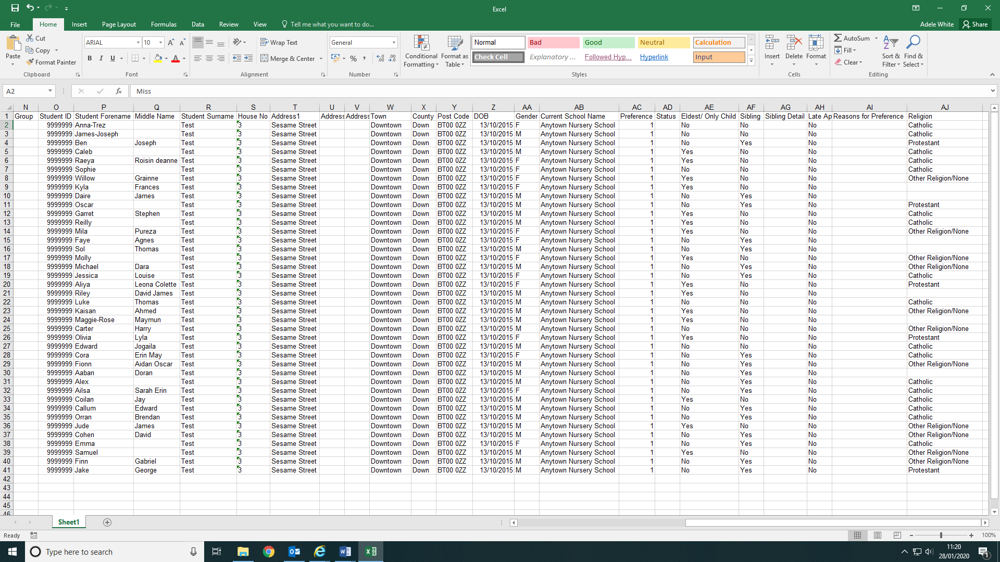 Excel
File Home Insert Page Layout Formulas Data Review View Tell me what you want to do... Adele White Share
Paste Cut Copy Format Painter Clipboard
ARIAL 10 B I U Font
Wrap Text Merge & Center Alignment
General % Number
Conditional Formatting Format as Table
Normal Bad Good Neutral Calculation
Check Cell Explanatory ... Followed Hyp... Hyperlink Input
Styles
Insert Delete Format Cells
AutoSum Fill Clear Sort & Filter Find & Select Editing
A2 fx Miss
N O P Q R S T U V W X Y Z AA AB AC AD AE AF AG AH AI AJ
1 Group Student ID Student Forename Middle Name Student Surname House No Address1 Address Address Town County Post Code DOB Gender Current School Name Preference Status Eldest/ Only Child Sibling Sibling Detail Late Ap Reasons for Preference Religion
2 9999999 Anna-Trez Test 3 Sesame Street Downtown Down BT00 0ZZ 13/10/2015 F Anytown Nursery School 1 No No No Catholic
3 9999999 James-Joseph Test 3 Sesame Street Downtown Down BT00 0ZZ 13/10/2015 M Anytown Nursery School 1 No No No Catholic
4 9999999 Ben Joseph Test 3 Sesame Street Downtown Down BT00 0ZZ 13/10/2015 M Anytown Nursery School 1 No Yes No Protestant
5 9999999 Caleb Test 3 Sesame Street Downtown Down BT00 0ZZ 13/10/2015 M Anytown Nursery School 1 Yes No No Catholic
6 9999999 Raeya Roisin deanne Test 3 Sesame Street Downtown Down BT00 0ZZ 13/10/2015 F Anytown Nursery School 1 Yes No No Catholic
7 9999999 Sophie Test 3 Sesame Street Downtown Down BT00 0ZZ 13/10/2015 F Anytown Nursery School 1 No No No Catholic
8 9999999 Willow Grainne Test 3 Sesame Street Downtown Down BT00 0ZZ 13/10/2015 F Anytown Nursery School 1 Yes No No Other Religion/None
9 9999999 Kyla Frances Test 3 Sesame Street Downtown Down BT00 0ZZ 13/10/2015 F Anytown Nursery School 1 Yes No No
10 9999999 Daire James Test 3 Sesame Street Downtown Down BT00 0ZZ 13/10/2015 M Anytown Nursery School 1 No Yes No
11 9999999 Oscar Test 3 Sesame Street Downtown Down BT00 0ZZ 13/10/2015 M Anytown Nursery School 1 No Yes No Protestant
12 9999999 Garret Stephen Test 3 Sesame Street Downtown Down BT00 0ZZ 13/10/2015 M Anytown Nursery School 1 Yes No No Catholic
13 9999999 Reilly Test 3 Sesame Street Downtown Down BT00 0ZZ 13/10/2015 M Anytown Nursery School 1 Yes No No Catholic
14 9999999 Mila Pureza Test 3 Sesame Street Downtown Down BT00 0ZZ 13/10/2015 F Anytown Nursery School 1 Yes No No Other Religion/None
15 9999999 Faye Agnes Test 3 Sesame Street Downtown Down BT00 0ZZ 13/10/2015 F Anytown Nursery School 1 No Yes No
16 9999999 Sol Thomas Test 3 Sesame Street Downtown Down BT00 0ZZ 13/10/2015 M Anytown Nursery School 1 No Yes No
17 9999999 Molly Test 3 Sesame Street Downtown Down BT00 0ZZ 13/10/2015 F Anytown Nursery School 1 Yes No No Other Religion/None
18 9999999 Michael Dara Test 3 Sesame Street Downtown Down BT00 0ZZ 13/10/2015 M Anytown Nursery School 1 No Yes No Other Religion/None
19 9999999 Jessica Louise Test 3 Sesame Street Downtown Down BT00 0ZZ 13/10/2015 F Anytown Nursery School 1 No Yes No Catholic
20 9999999 Aliya Leona Colette Test 3 Sesame Street Downtown Down BT00 0ZZ 13/10/2015 F Anytown Nursery School 1 Yes No No Protestant
21 9999999 Riley David James Test 3 Sesame Street Downtown Down BT00 0ZZ 13/10/2015 M Anytown Nursery School 1 Yes No No
22 9999999 Luke Thomas Test 3 Sesame Street Downtown Down BT00 0ZZ 13/10/2015 M Anytown Nursery School 1 No No No Catholic
23 9999999 Kaisan Ahmed Test 3 Sesame Street Downtown Down BT00 0ZZ 13/10/2015 M Anytown Nursery School 1 Yes No No Other Religion/None
24 9999999 Maggie-Rose Maymun Test 3 Sesame Street Downtown Down BT00 0ZZ 13/10/2015 M Anytown Nursery School 1 Yes No No
25 9999999 Carter Harry Test 3 Sesame Street Downtown Down BT00 0ZZ 13/10/2015 M Anytown Nursery School 1 No No No Other Religion/None
26 9999999 Olivia Lyla Test 3 Sesame Street Downtown Down BT00 0ZZ 13/10/2015 F Anytown Nursery School 1 Yes No No Protestant
27 9999999 Edward Jogaila Test 3 Sesame Street Downtown Down BT00 0ZZ 13/10/2015 M Anytown Nursery School 1 No No No Catholic
28 9999999 Cora Erin May Test 3 Sesame Street Downtown Down BT00 0ZZ 13/10/2015 F Anytown Nursery School 1 No Yes No Catholic
29 9999999 Fionn Aidan Oscar Test 3 Sesame Street Downtown Down BT00 0ZZ 13/10/2015 M Anytown Nursery School 1 No Yes No Other Religion/None
30 9999999 Aaban Doran Test 3 Sesame Street Downtown Down BT00 0ZZ 13/10/2015 M Anytown Nursery School 1 No Yes No
31 9999999 Alex Test 3 Sesame Street Downtown Down BT00 0ZZ 13/10/2015 M Anytown Nursery School 1 No Yes No Catholic
32 9999999 Ailsa Sarah Erin Test 3 Sesame Street Downtown Down BT00 0ZZ 13/10/2015 F Anytown Nursery School 1 No Yes No Catholic
33 9999999 Coilan Jay Test 3 Sesame Street Downtown Down BT00 0ZZ 13/10/2015 M Anytown Nursery School 1 Yes No No Catholic
34 9999999 Callum Edward Test 3 Sesame Street Downtown Down BT00 0ZZ 13/10/2015 M Anytown Nursery School 1 No Yes No Catholic
35 9999999 Orran Brendan Test 3 Sesame Street Downtown Down BT00 0ZZ 13/10/2015 M Anytown Nursery School 1 No Yes No Catholic
36 9999999 Jude James Test 3 Sesame Street Downtown Down BT00 0ZZ 13/10/2015 M Anytown Nursery School 1 Yes No No Other Religion/None
37 9999999 Cohen David Test 3 Sesame Street Downtown Down BT00 0ZZ 13/10/2015 M Anytown Nursery School 1 No Yes No Other Religion/None
38 9999999 Emma Test 3 Sesame Street Downtown Down BT00 0ZZ 13/10/2015 F Anytown Nursery School 1 No Yes No Catholic
39 9999999 Samuel Test 3 Sesame Street Downtown Down BT00 0ZZ 13/10/2015 M Anytown Nursery School 1 Yes No No Other Religion/None
40 9999999 Finn Gabriel Test 3 Sesame Street Downtown Down BT00 0ZZ 13/10/2015 M Anytown Nursery School 1 No Yes No Other Religion/None
41 9999999 Jake George Test 3 Sesame Street Downtown Down BT00 0ZZ 13/10/2015 M Anytown Nursery School 1 No Yes No Protestant
42
43
44
45
46
Sheet1
Ready 100%
Type here to search
11:20
28/01/2020
1